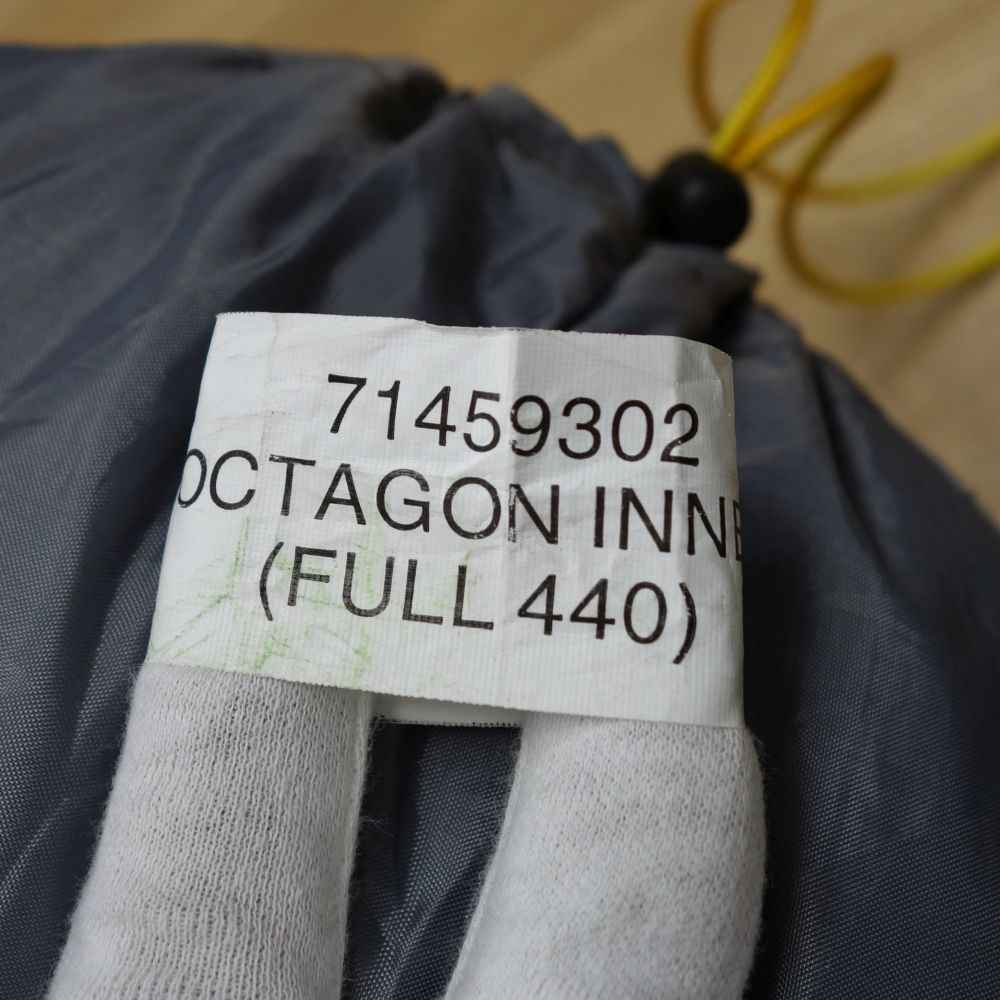 71459302
OCTAGON INNE
(FULL 440)